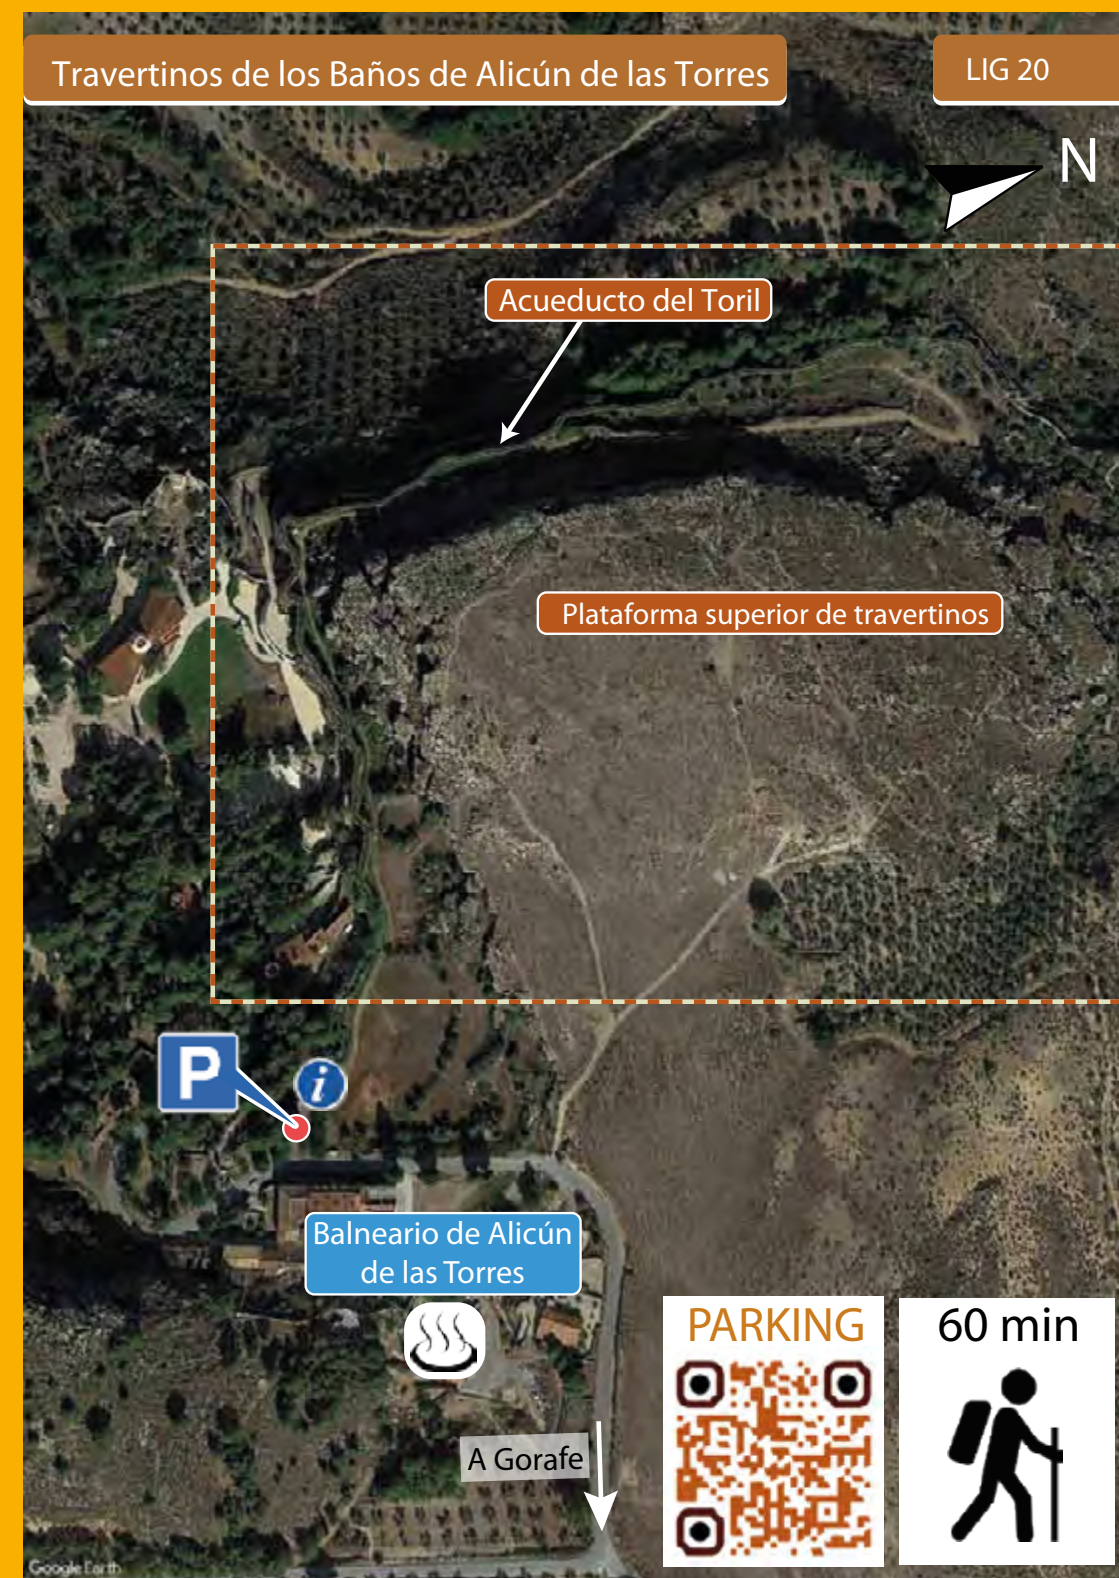 Travertinos de los Baños de Alicún de las Torres
LIG 20
N
Acueducto del Toril
Plataforma superior de travertinos
P
i
Balneario de Alicún
de las Torres
PARKING
60 min
A Gorafe
Google Earth